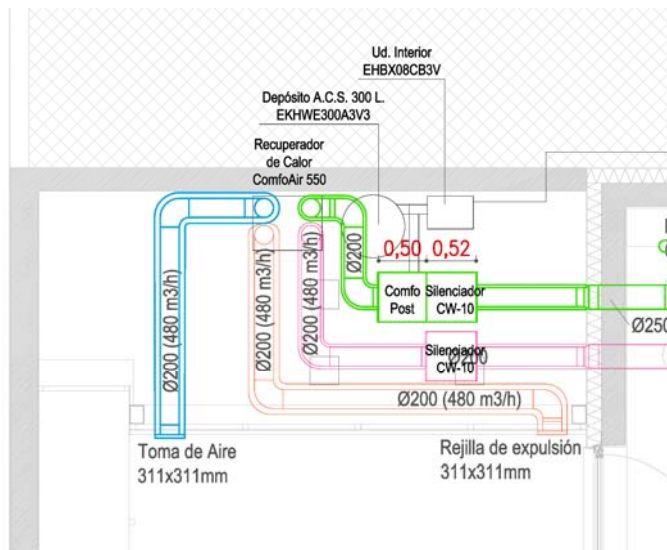 Ud. Interior
EHBX08CB3V
Depósito A.C.S. 300 L.
EKHWE300A3V3
Recuperador
de Calor
ComfoAir 550
0,50
0,52
Ø200
Comfo
Post
Silenciador
CW-10
Ø250
Silenciador
CW-10
Ø200
Ø200 (480 m3/h)
Ø200 (480 m3/h)
Ø200 (480 m3/h)
Ø200 (480 m3/h)
Toma de Aire
311x311mm
Rejilla de expulsión
311x311mm